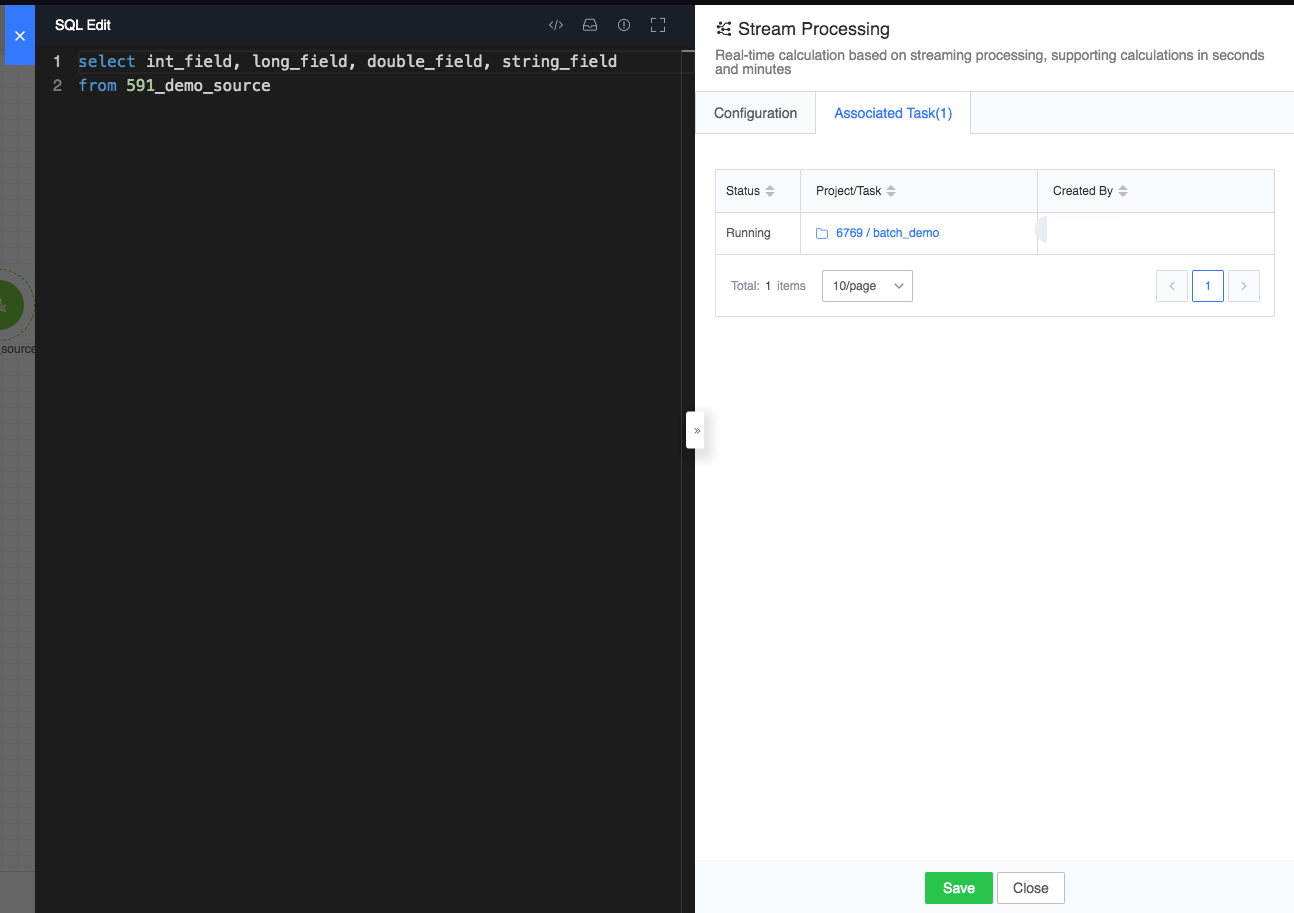 SQL Edit
1 select int_field, long_field, double_field, string_field
2 from 591_demo_source
_source
Stream Processing
Real-time calculation based on streaming processing, supporting calculations in seconds
and minutes
Configuration
Associated Task(1)
Status
Project/Task
Created By
Running
6769 / batch_demo
Total: 1 items
10/page
1
Save
Close